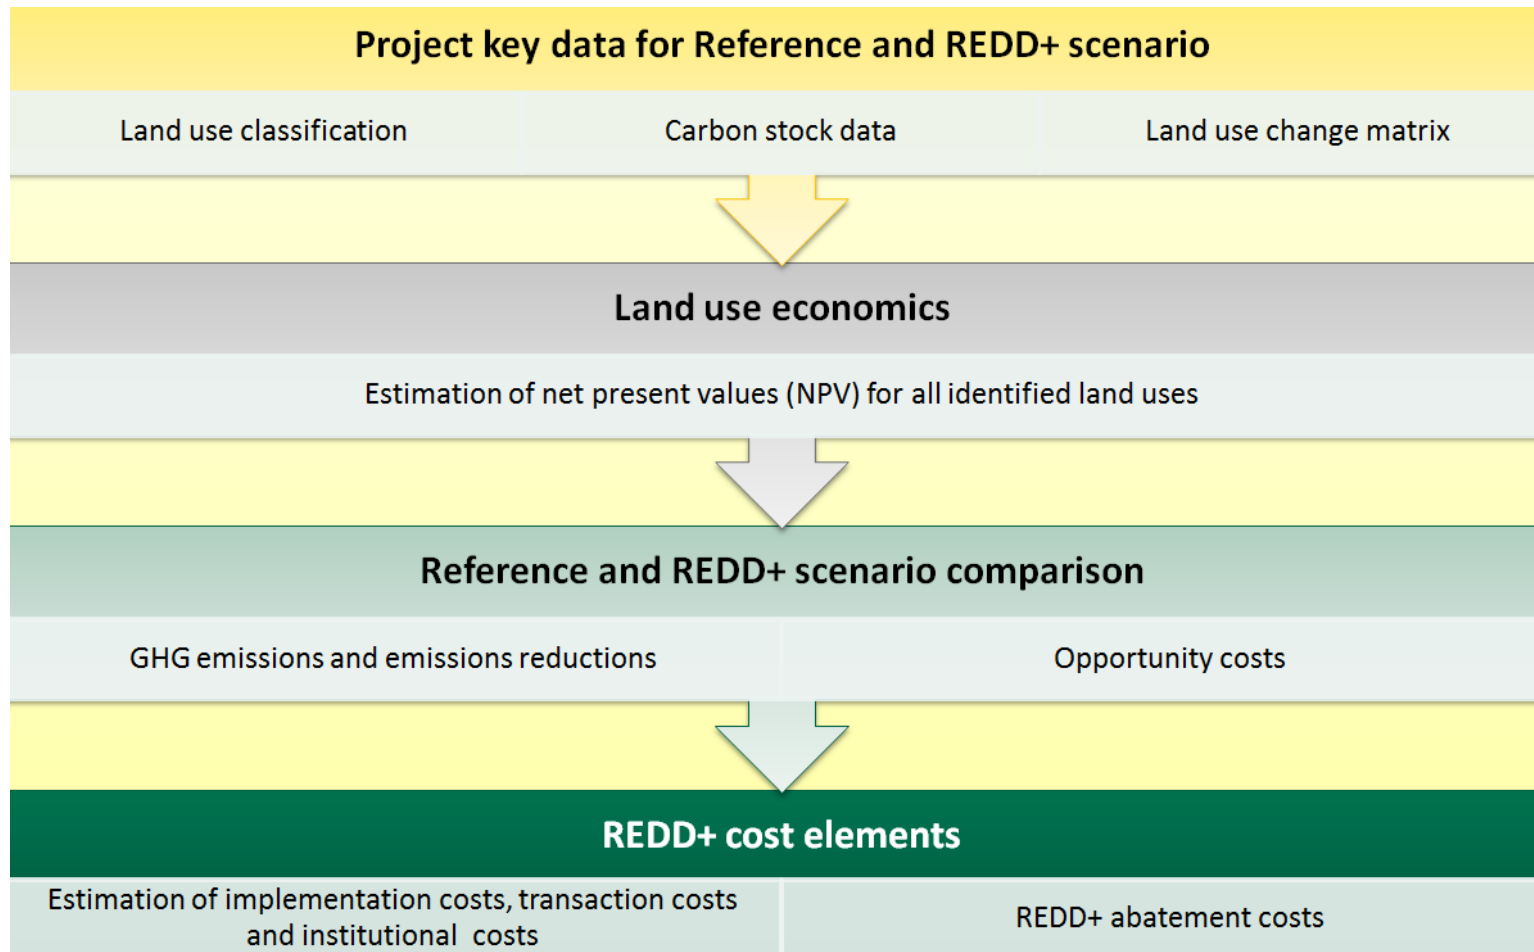 Project key data for Reference and REDD+ scenario
Land use classification
Carbon stock data
Land use change matrix
Land use economics
Estimation of net present values (NPV) for all identified land uses
Reference and REDD+ scenario comparison
GHG emissions and emissions reductions
Opportunity costs
REDD+ cost elements
Estimation of implementation costs, transaction costs
and institutional costs
REDD+ abatement costs